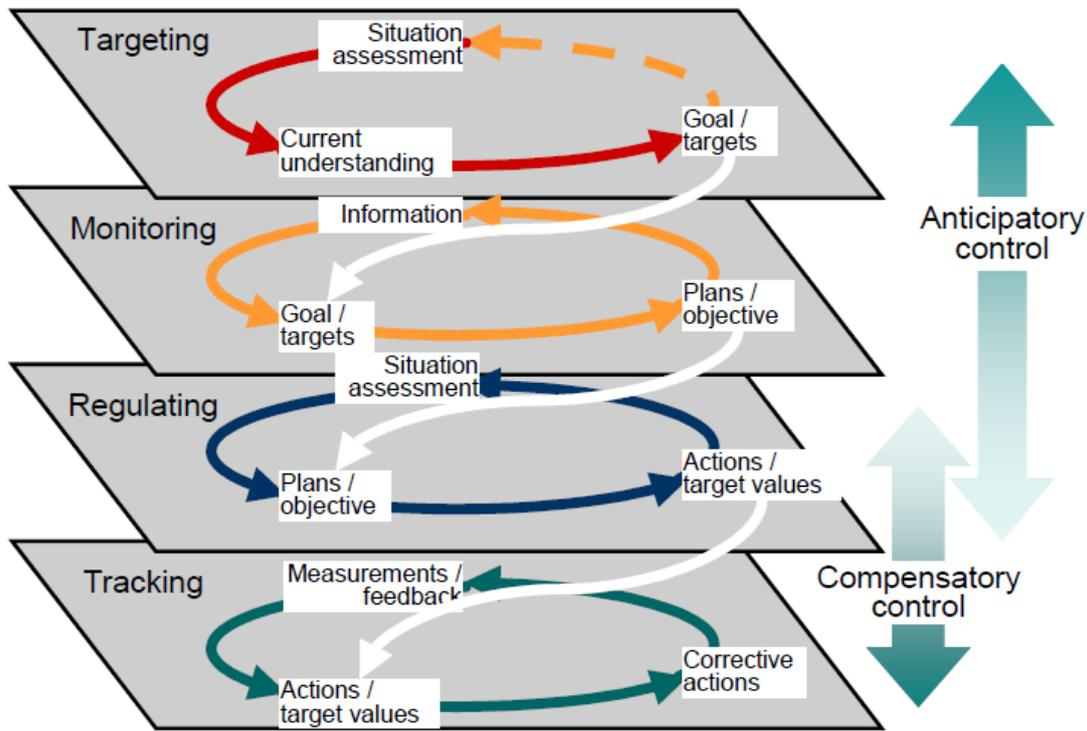 Targeting
Situation
assessment
Current
understanding
Goal /
targets
Monitoring
Information
Goal /
targets
Plans /
objective
Regulating
Situation
assessment
Plans /
objective
Actions /
target values
Tracking
Measurements /
feedback
Actions /
target values
Corrective
actions
Anticipatory
control
Compensatory
control